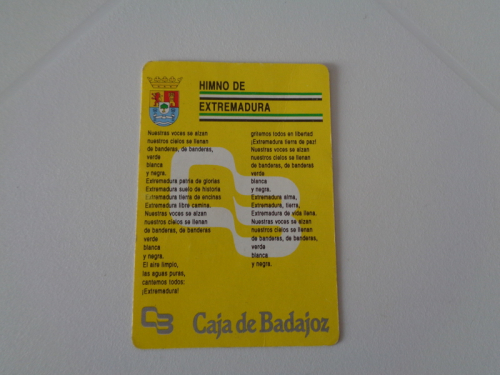 HIMNO DE
EXTREMADURA
Nuestras voces se alzan
nuestros cielos se llenan
de banderas, de banderas,
verde
blanca
y negra.
Extremadura patria de glorias
Extremadura suelo de historia
Extremadura tierra de encinas
Extremadura libre camina.
Nuestras voces se alzan
nuestros cielos se llenan
de banderas, de banderas
verde
blanca
y negra.
El aire limpio,
las aguas puras,
cantemos todos:
¡Extremadura!
gritemos todos en libertad
¡Extremadura tierra de paz!
Nuestras voces se alzan
nuestros cielos se llenan
de banderas, de banderas
verde
blanca
y negra.
Extremadura alma,
Extremadura, tierra,
Extremadura de vida llena.
Nuestras voces se alzan
nuestros cielos se llenan
de banderas, de banderas,
verde
blanca
y negra.
CB Caja de Badajoz